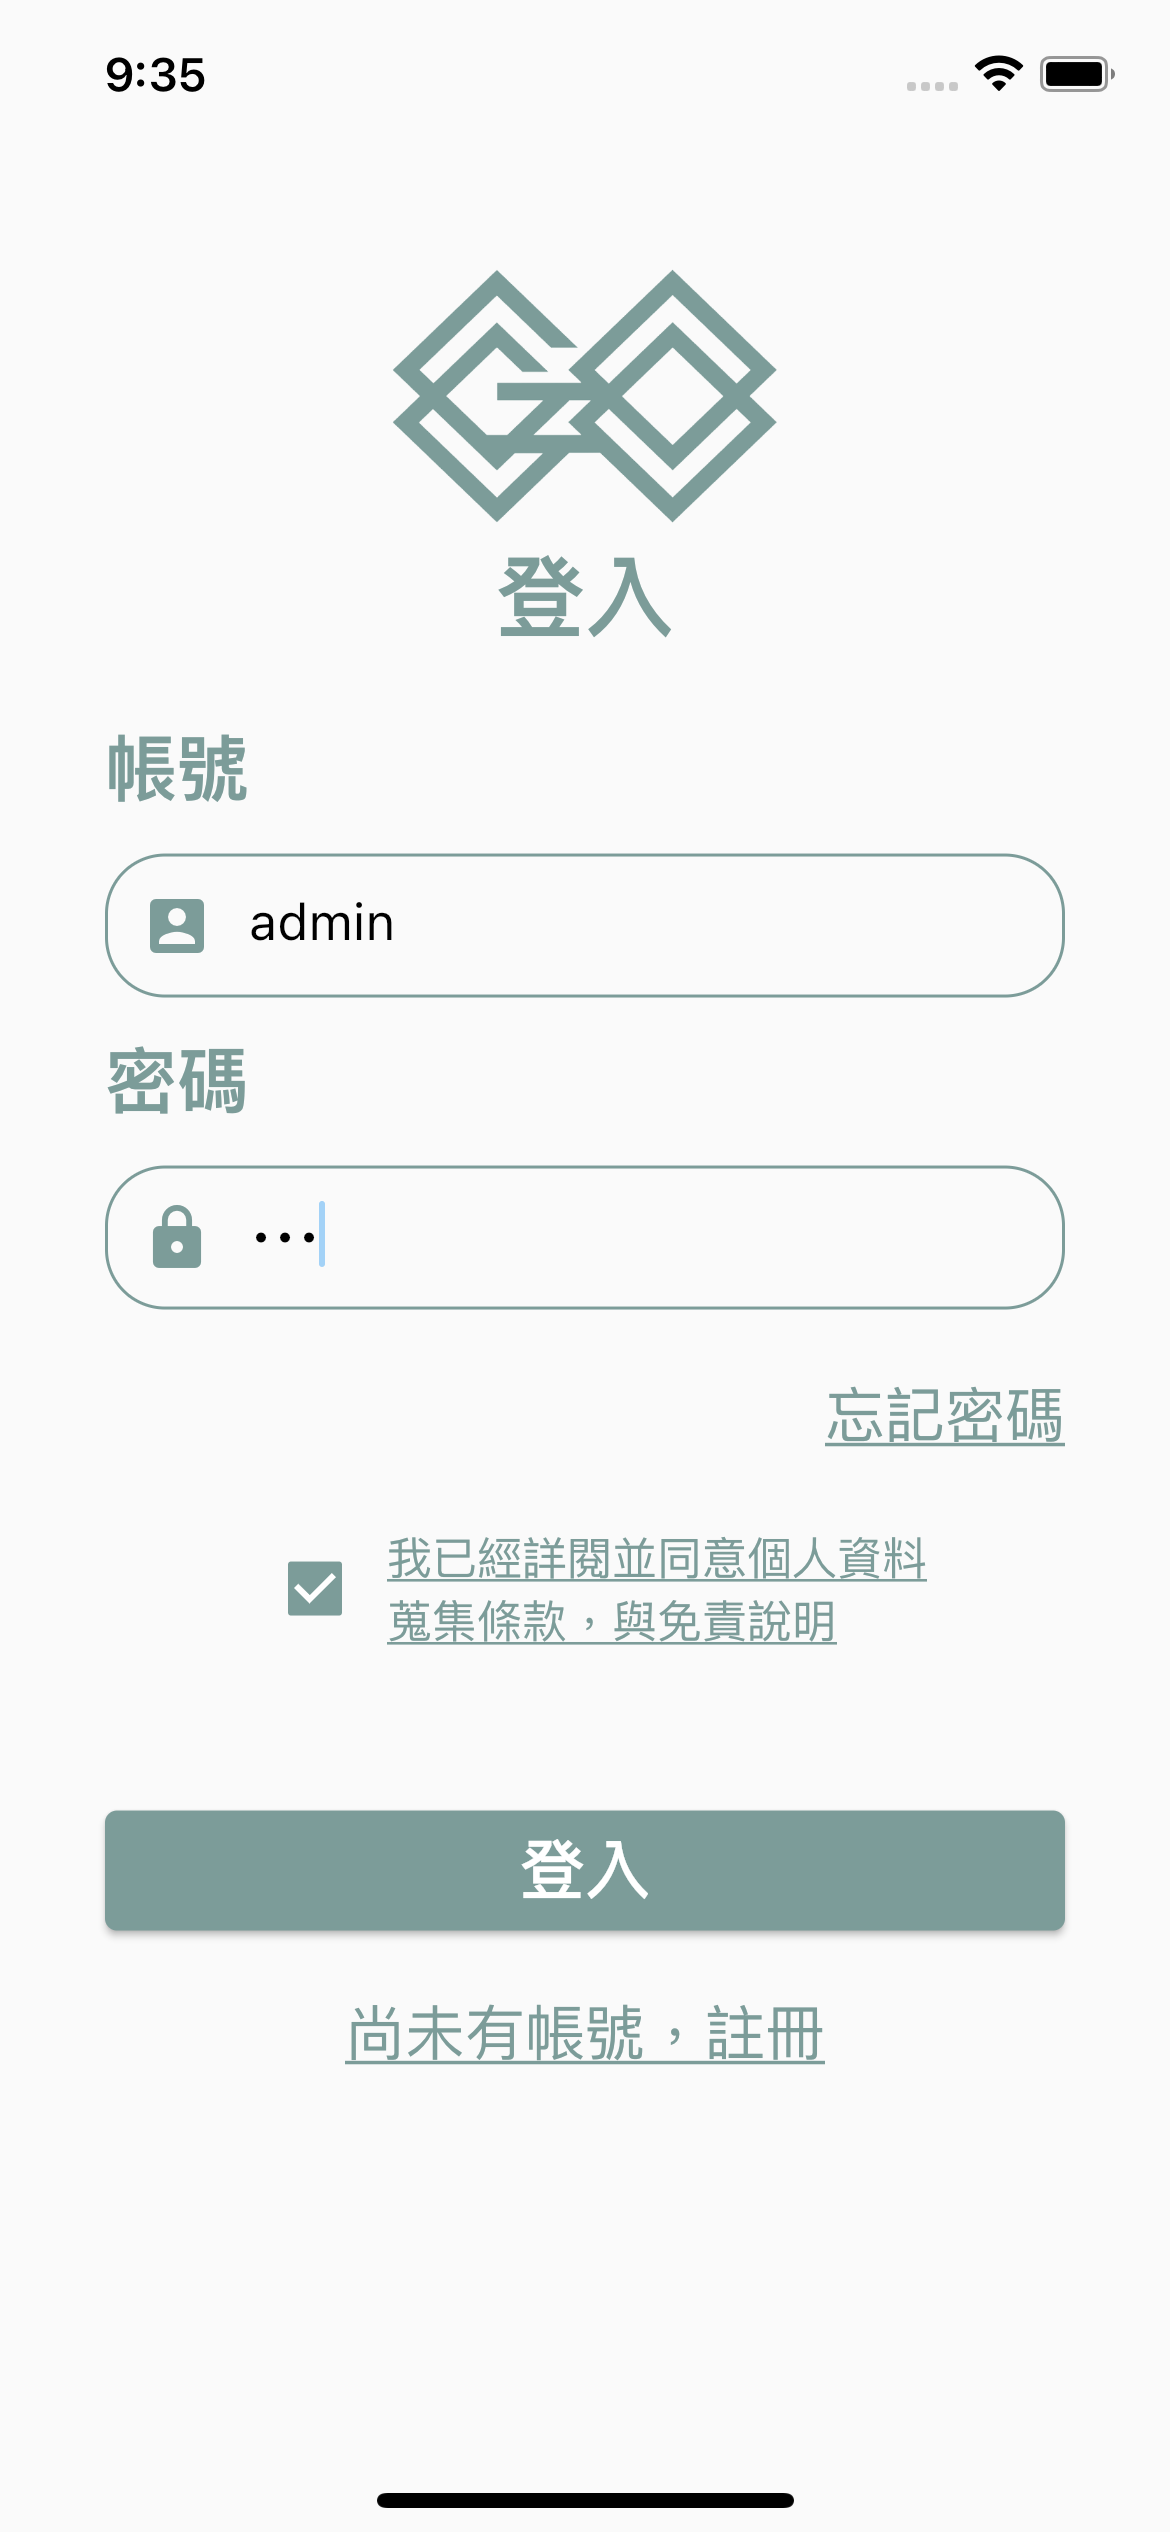 9:35
登入
帳號
admin
密碼
•••
忘記密碼
我已經詳閱並同意個人資料
蒐集條款，與免責說明
登入
尚未有帳號，註冊